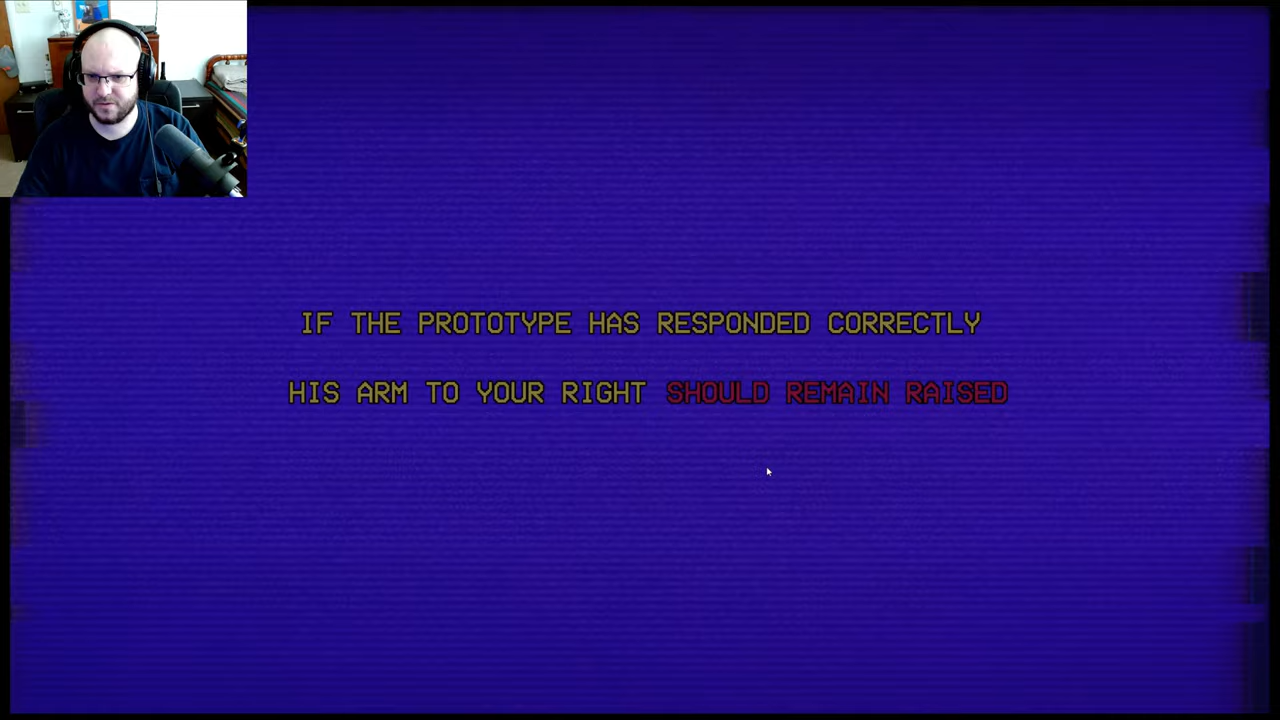 IF THE PROTOTYPE HAS RESPONDED CORRECTLY
HIS ARM TO YOUR RIGHT SHOULD REMAIN RAISED